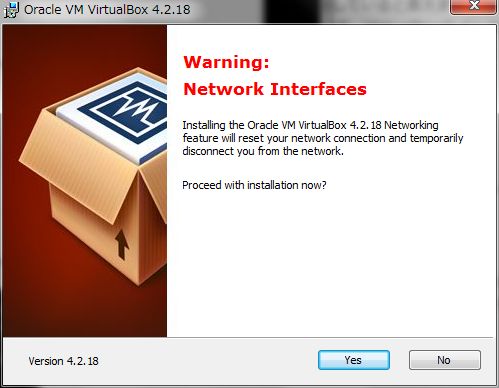 Oracle VM VirtualBox 4.2.18
Warning:
Network Interfaces
Installing the Oracle VM VirtualBox 4.2.18 Networking
feature will reset your network connection and temporarily
disconnect you from the network.
Proceed with installation now?
Version 4.2.18
Yes
No